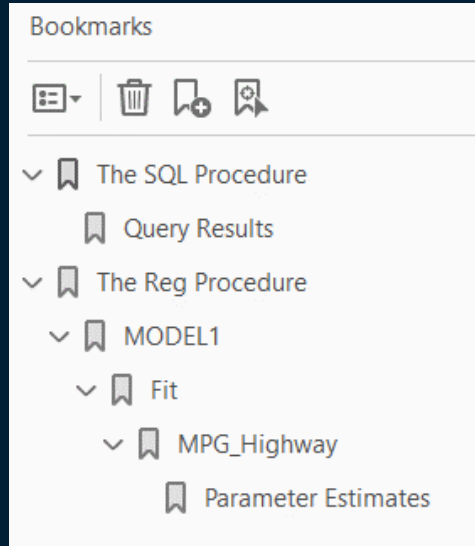 Bookmarks
The SQL Procedure
Query Results
The Reg Procedure
MODEL1
Fit
MPG_Highway
Parameter Estimates